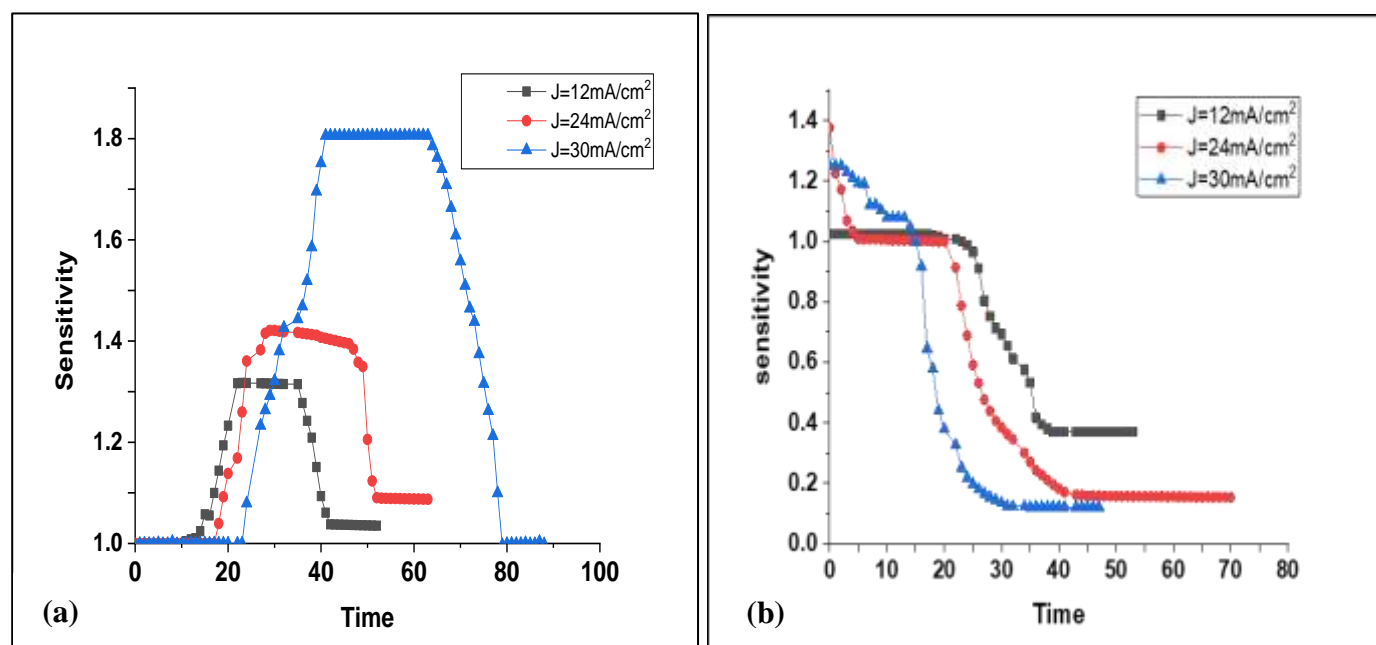 J=12mA/cm²
J=24mA/cm²
J=30mA/cm²
Sensitivity
1.8
1.6
1.4
1.2
1.0
0 20 40 60 80 100
Time
(a)
J=12mA/cm²
J=24mA/cm²
J=30mA/cm²
sensitivity
1.4
1.2
1.0
0.8
0.6
0.4
0.2
0.0
0 10 20 30 40 50 60 70 80
Time
(b)